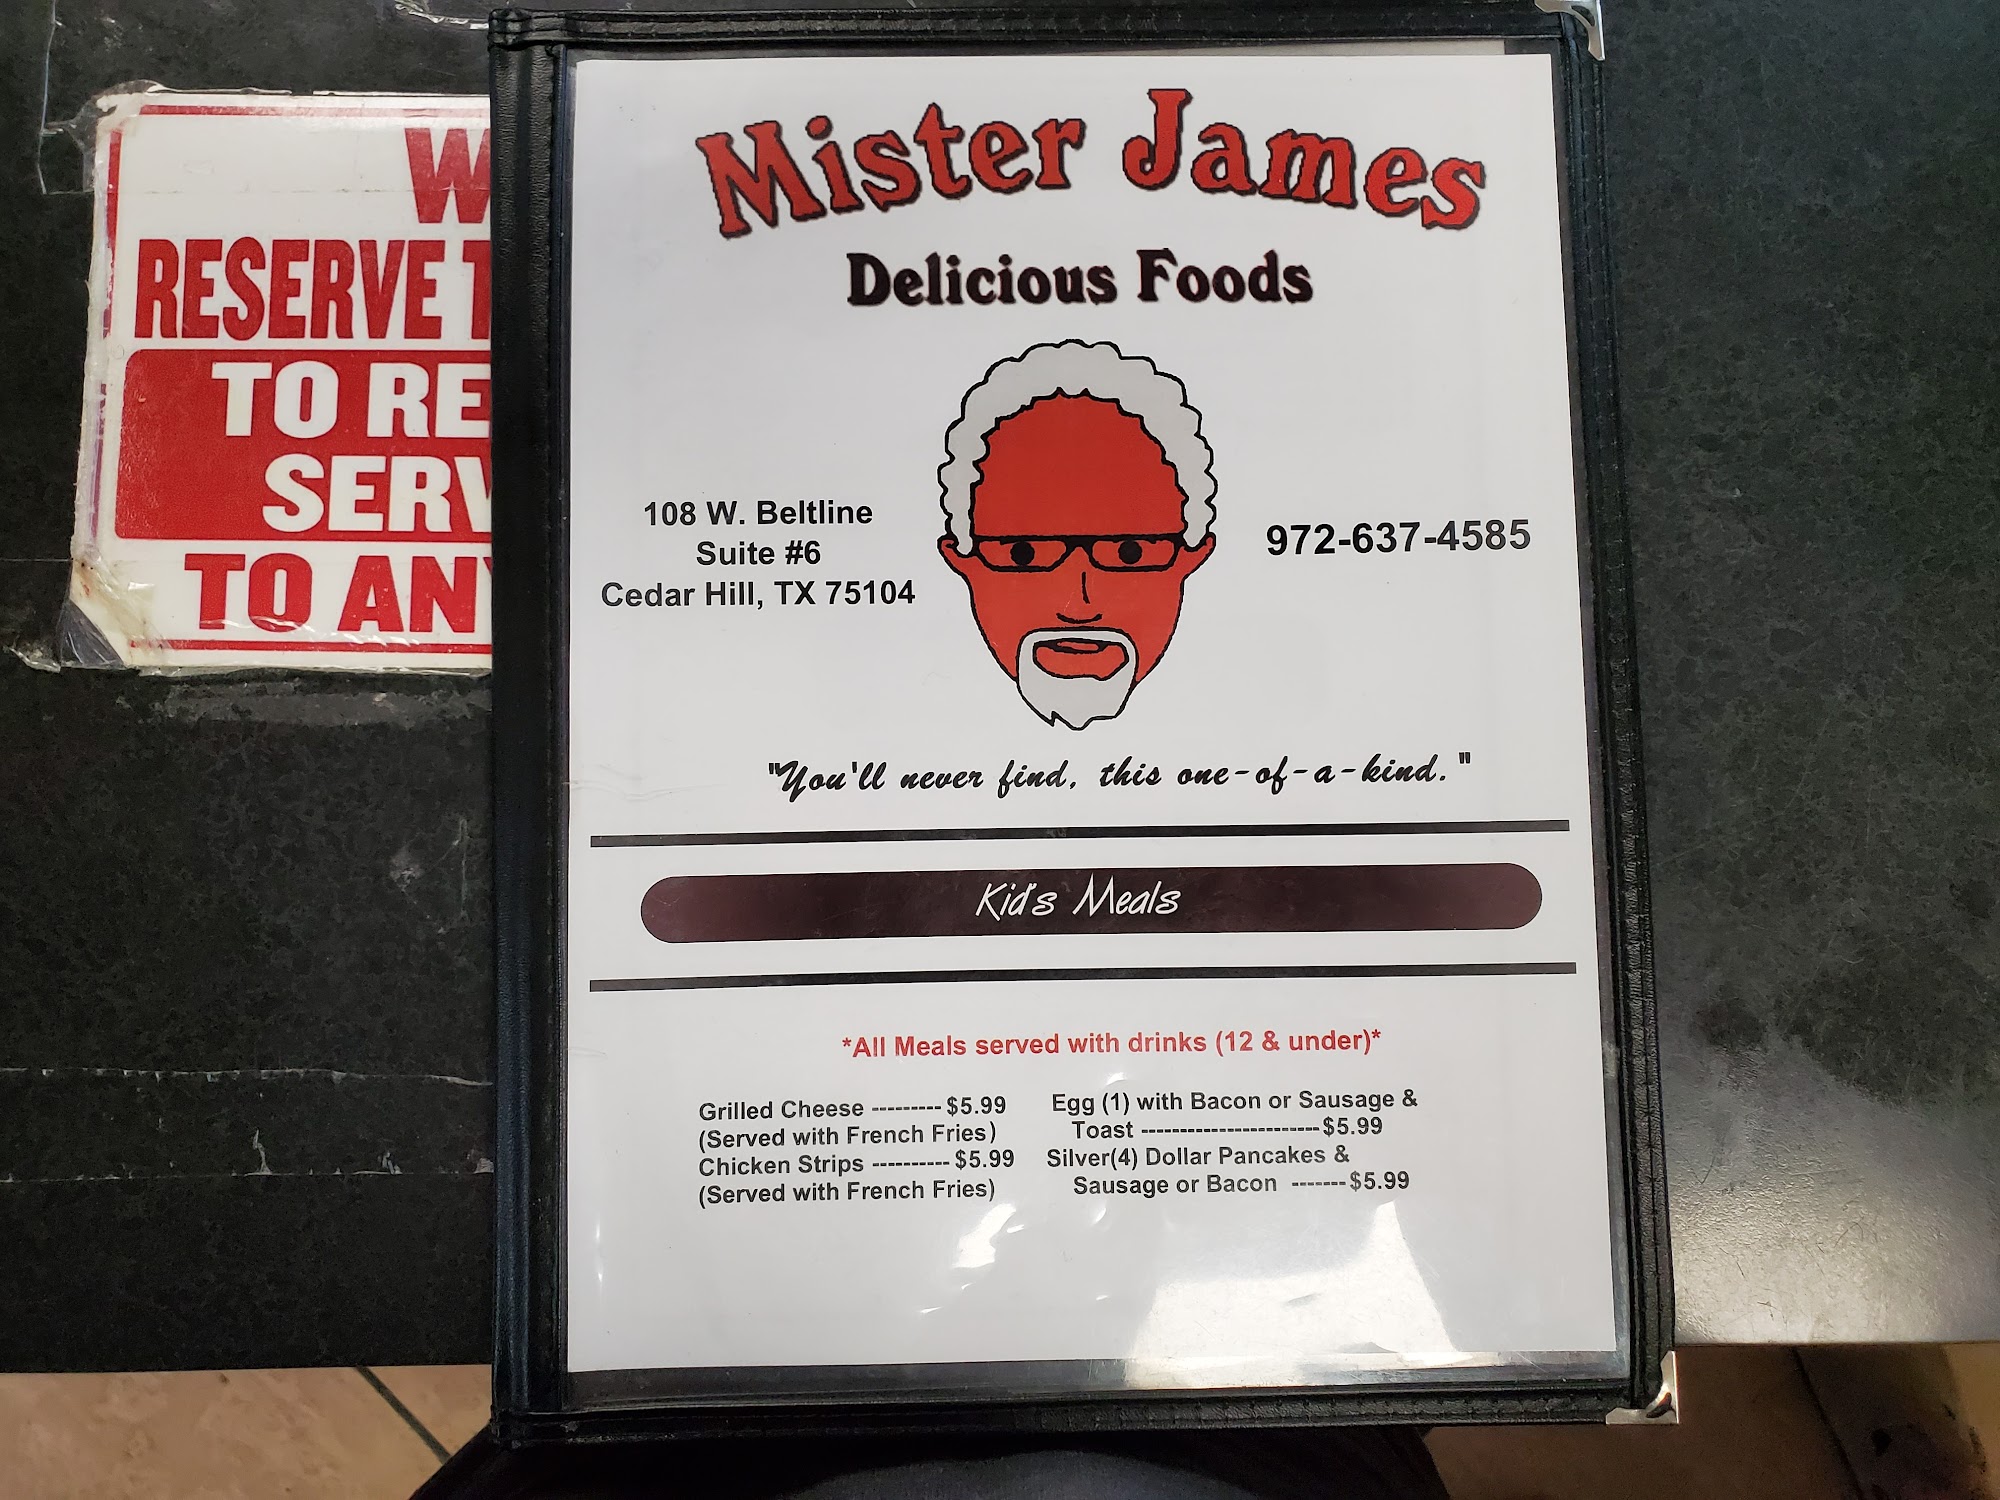 W
RESERVE T
TO RE
SERV
TO AN
Mister James
Delicious Foods
108 W. Beltline
Suite #6
Cedar Hill, TX 75104
972-637-4585
"You'll never find, this one-of-a-kind."
Kid's Meals
*All Meals served with drinks (12 & under)*
Grilled Cheese --------- $5.99
(Served with French Fries)
Chicken Strips ---------- $5.99
(Served with French Fries)
Egg (1) with Bacon or Sausage &
Toast -----------------------$5.99
Silver(4) Dollar Pancakes &
Sausage or Bacon -------$5.99